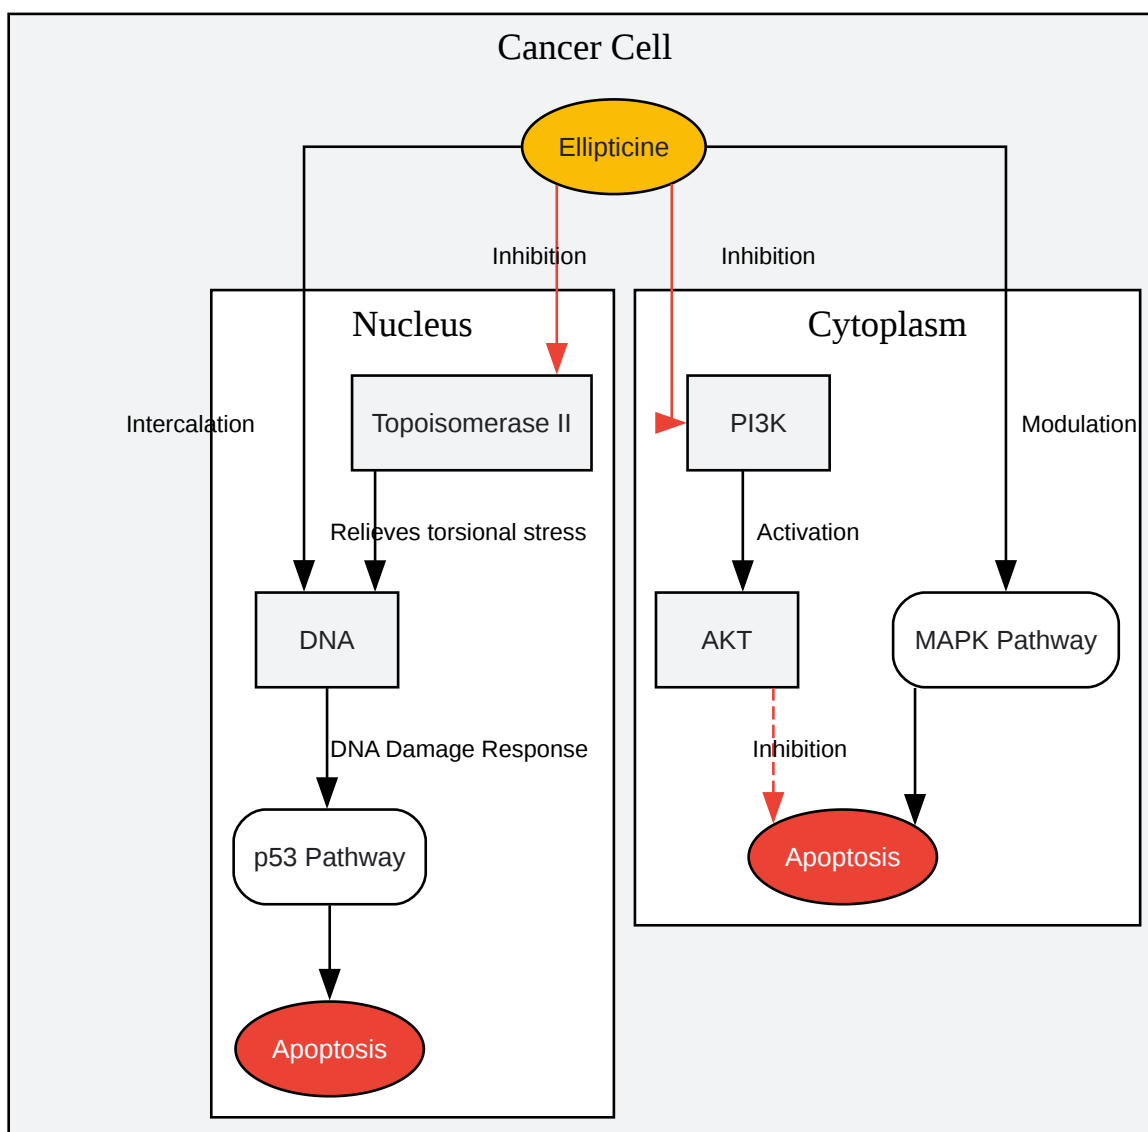 Cancer Cell
Ellipticine
Inhibition
Inhibition
Nucleus
Cytoplasm
Topoisomerase II
PI3K
Intercalation
Modulation
Relieves torsional stress
Activation
DNA
AKT
MAPK Pathway
DNA Damage Response
Inhibition
p53 Pathway
Apoptosis
Apoptosis